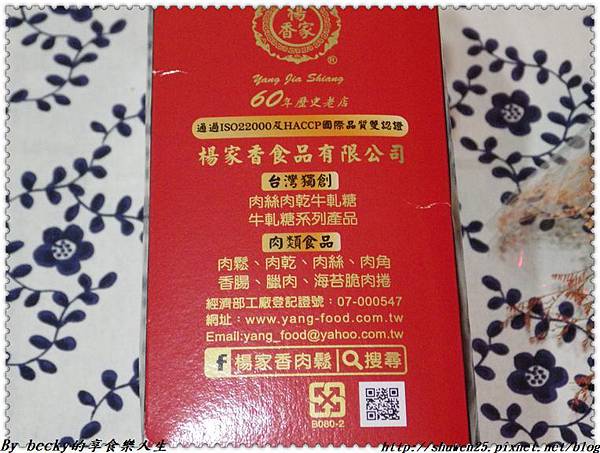 楊家香
®
Yang Jia Shiang
60年歷史老店
通過ISO22000及HACCP國際品質雙認證
楊家香食品有限公司
台灣獨創
肉絲肉乾牛軋糖
牛軋糖系列產品
肉類食品
肉鬆、肉乾、肉絲、肉角
香腸、臘肉、海苔脆肉捲
經濟部工廠登記證號：07-000547
網址：www.yang-food.com.tw
Email:yang_food@yahoo.com.tw
f 楊家香肉鬆 搜尋
B080-2
By becky的享食樂人生
http://shuwen25.pixnet.net/blog